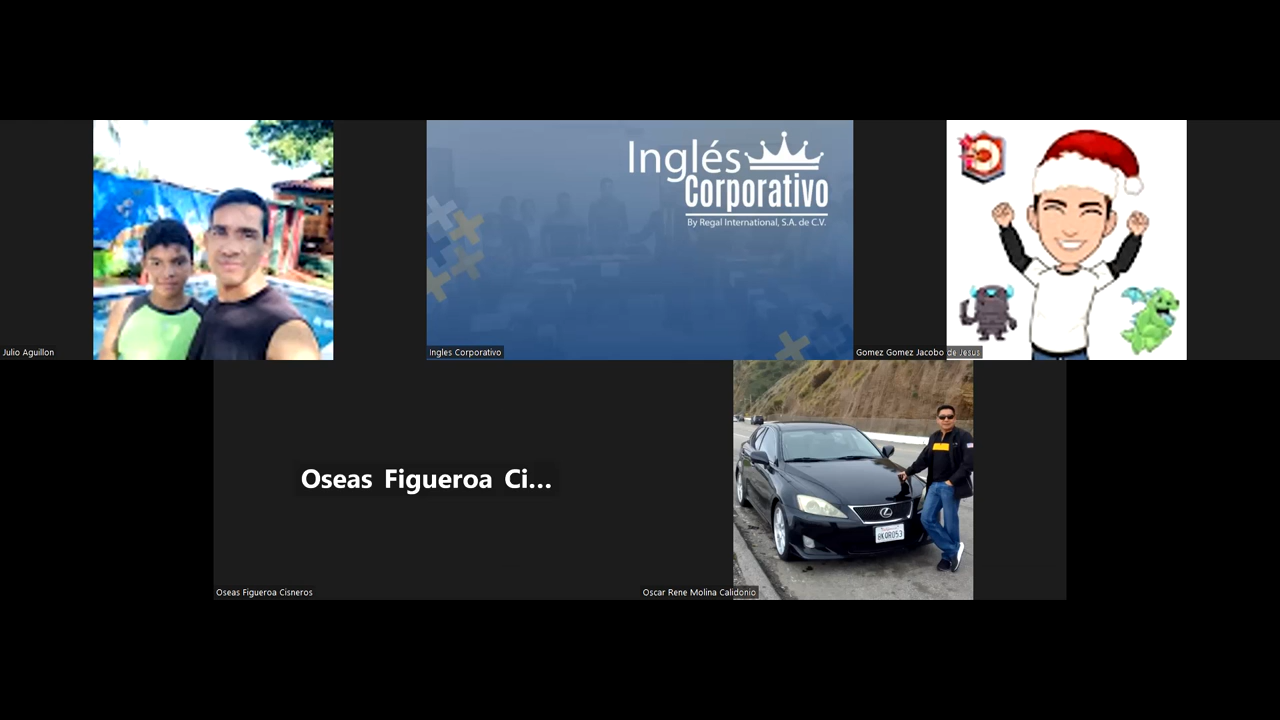 Inglés
Corporativo
By Regal International, S.A. de C.V.
Julio Aguillon
Ingles Corporativo
Gomez Gomez Jacobo de Jesus
Oseas Figueroa Ci...
Oseas Figueroa Cisneros
Oscar Rene Molina Calidonio